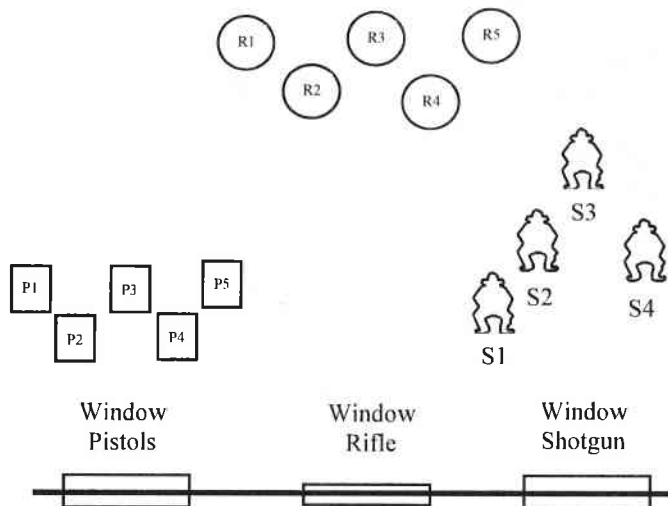 R1
R3
R5
R2
R4
S3
P1
P3
P5
S2
S4
P2
P4
S1
Window
Pistols
Window
Rifle
Window
Shotgun